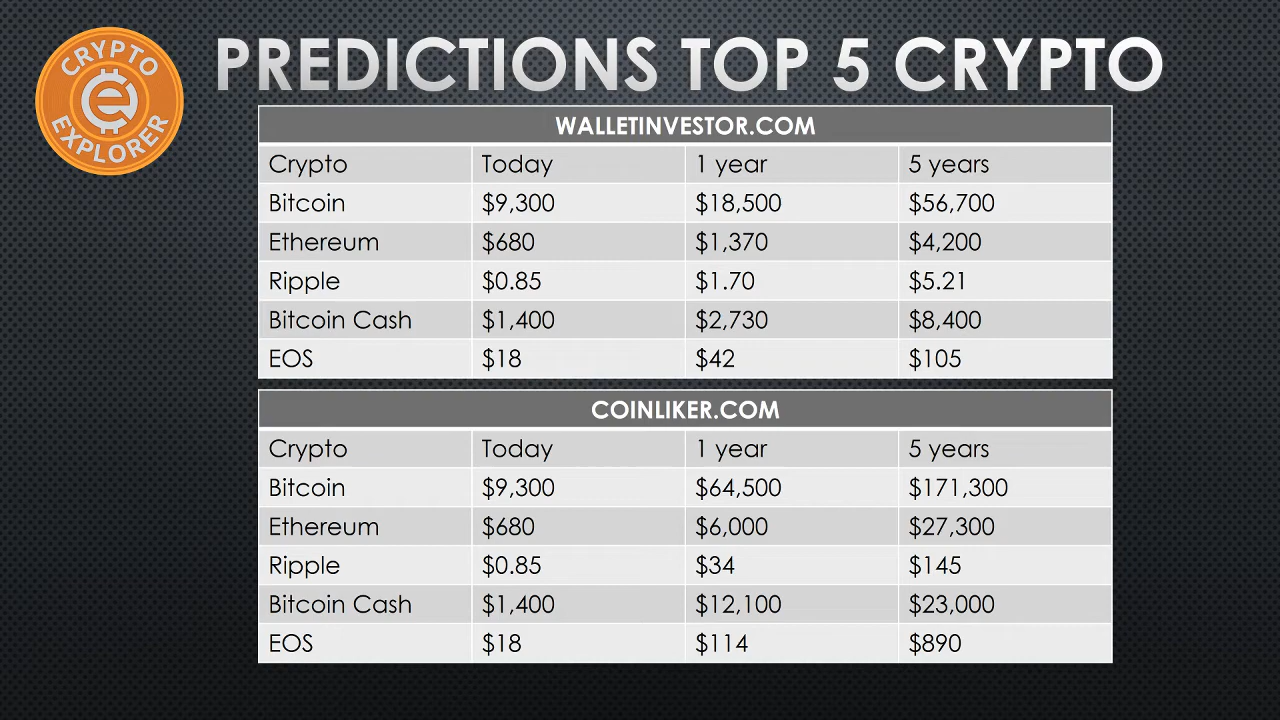 CRYPTO
EXPLORER
PREDICTIONS TOP 5 CRYPTO
WALLETINVESTOR.COM
Crypto Today 1 year 5 years
Bitcoin $9,300 $18,500 $56,700
Ethereum $680 $1,370 $4,200
Ripple $0.85 $1.70 $5.21
Bitcoin Cash $1,400 $2,730 $8,400
EOS $18 $42 $105
COINLIKER.COM
Crypto Today 1 year 5 years
Bitcoin $9,300 $64,500 $171,300
Ethereum $680 $6,000 $27,300
Ripple $0.85 $34 $145
Bitcoin Cash $1,400 $12,100 $23,000
EOS $18 $114 $890